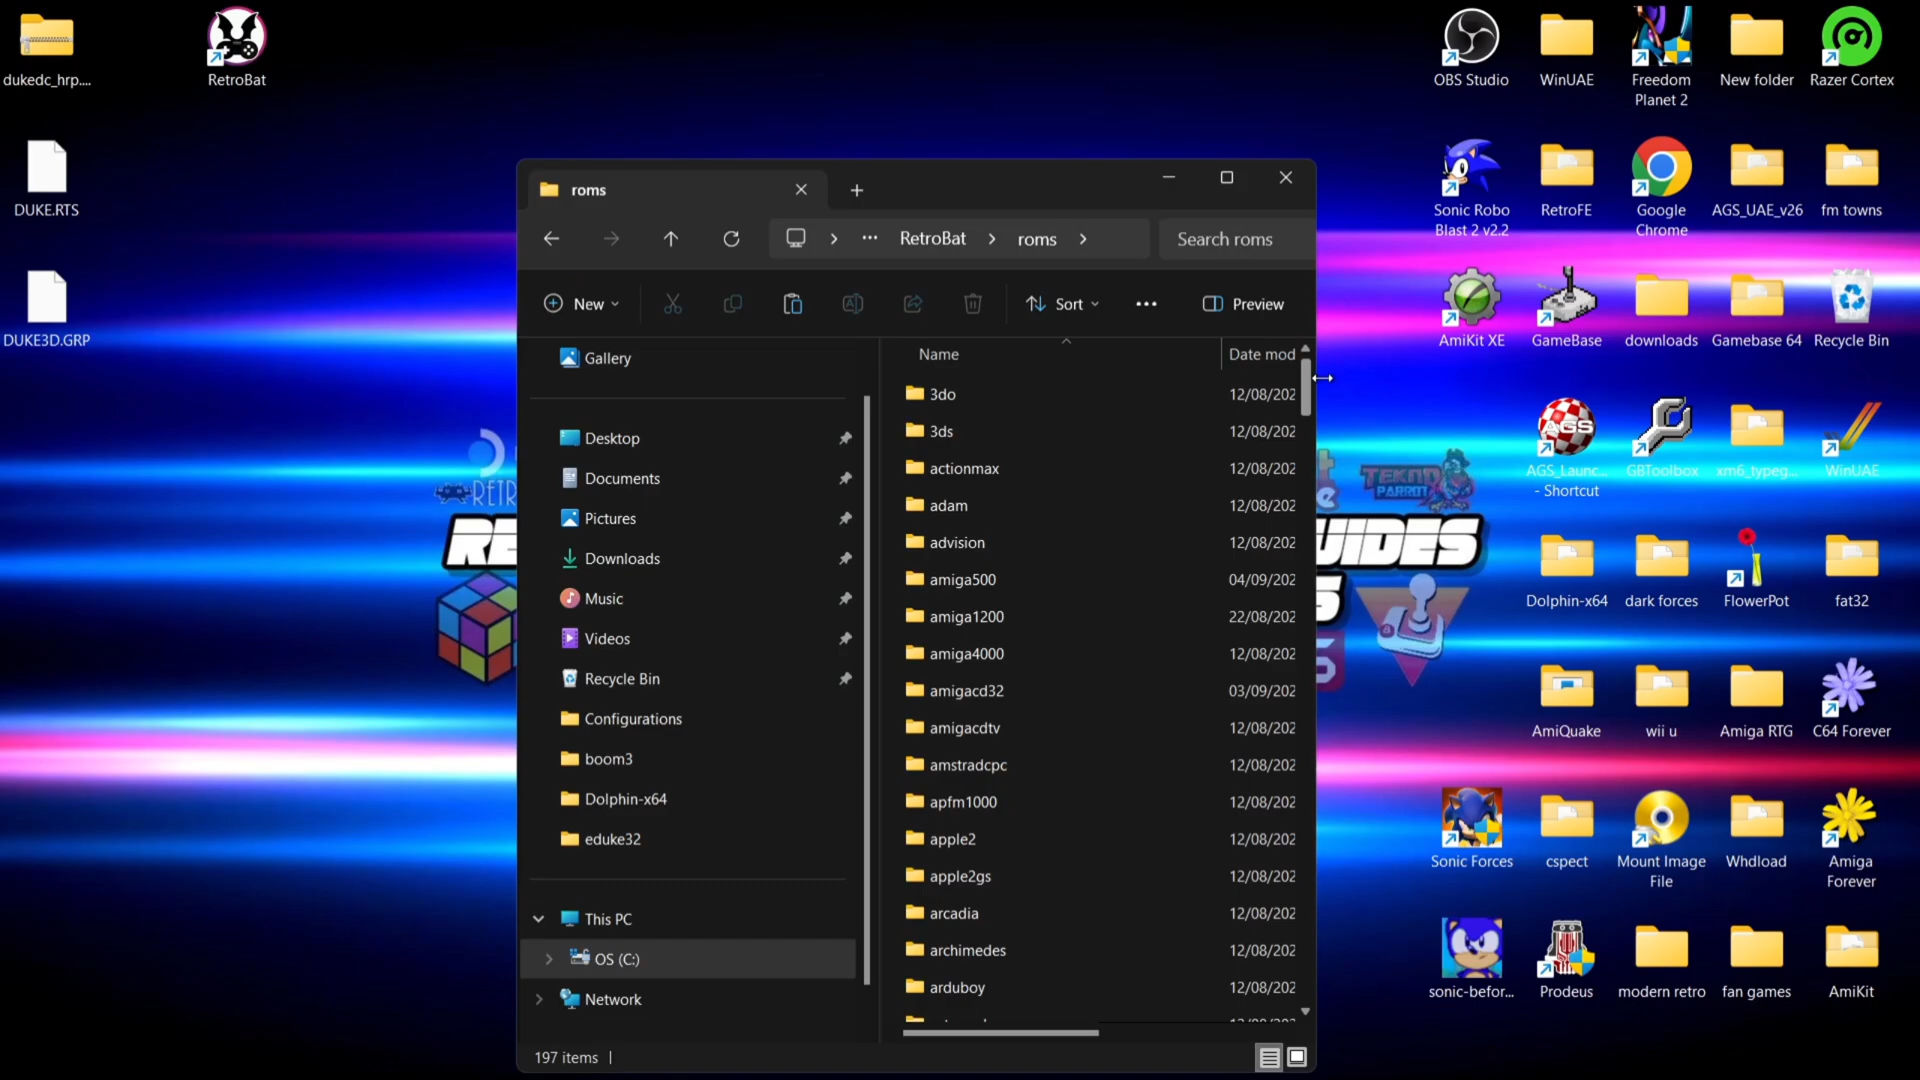 dukedc_hrp....
RetroBat
DUKE.RTS
DUKE3D.GRP
roms
RetroBat
roms
Search roms
New
Sort
Preview
Gallery
Desktop
Documents
Pictures
Downloads
Music
Videos
Recycle Bin
Configurations
boom3
Dolphin-x64
eduke32
This PC
OS (C:)
Network
Name
Date mod
3do
12/08/202
3ds
12/08/202
actionmax
12/08/202
adam
12/08/202
advision
12/08/202
amiga500
04/09/202
amiga1200
22/08/202
amiga4000
12/08/202
amigacd32
03/09/202
amigacdtv
12/08/202
amstradcpc
12/08/202
apfm1000
12/08/202
apple2
12/08/202
apple2gs
12/08/202
arcadia
12/08/202
archimedes
12/08/202
arduboy
12/08/202
197 items
RETR
RE
UIDES
TEKNO
PARROT
OBS Studio
WinUAE
Freedom
Planet 2
New folder
Razer Cortex
Sonic Robo
Blast 2 v2.2
RetroFE
Google
Chrome
AGS_UAE_v26
fm towns
AmiKit XE
GameBase
downloads
Gamebase 64
Recycle Bin
AGS
AGS_Launc...
- Shortcut
GBToolbox
xm6_typeg...
WinUAE
Dolphin-x64
dark forces
FlowerPot
fat32
AmiQuake
wii u
Amiga RTG
C64 Forever
Sonic Forces
cspect
Mount Image
File
Whdload
Amiga
Forever
sonic-befor...
Prodeus
modern retro
fan games
AmiKit